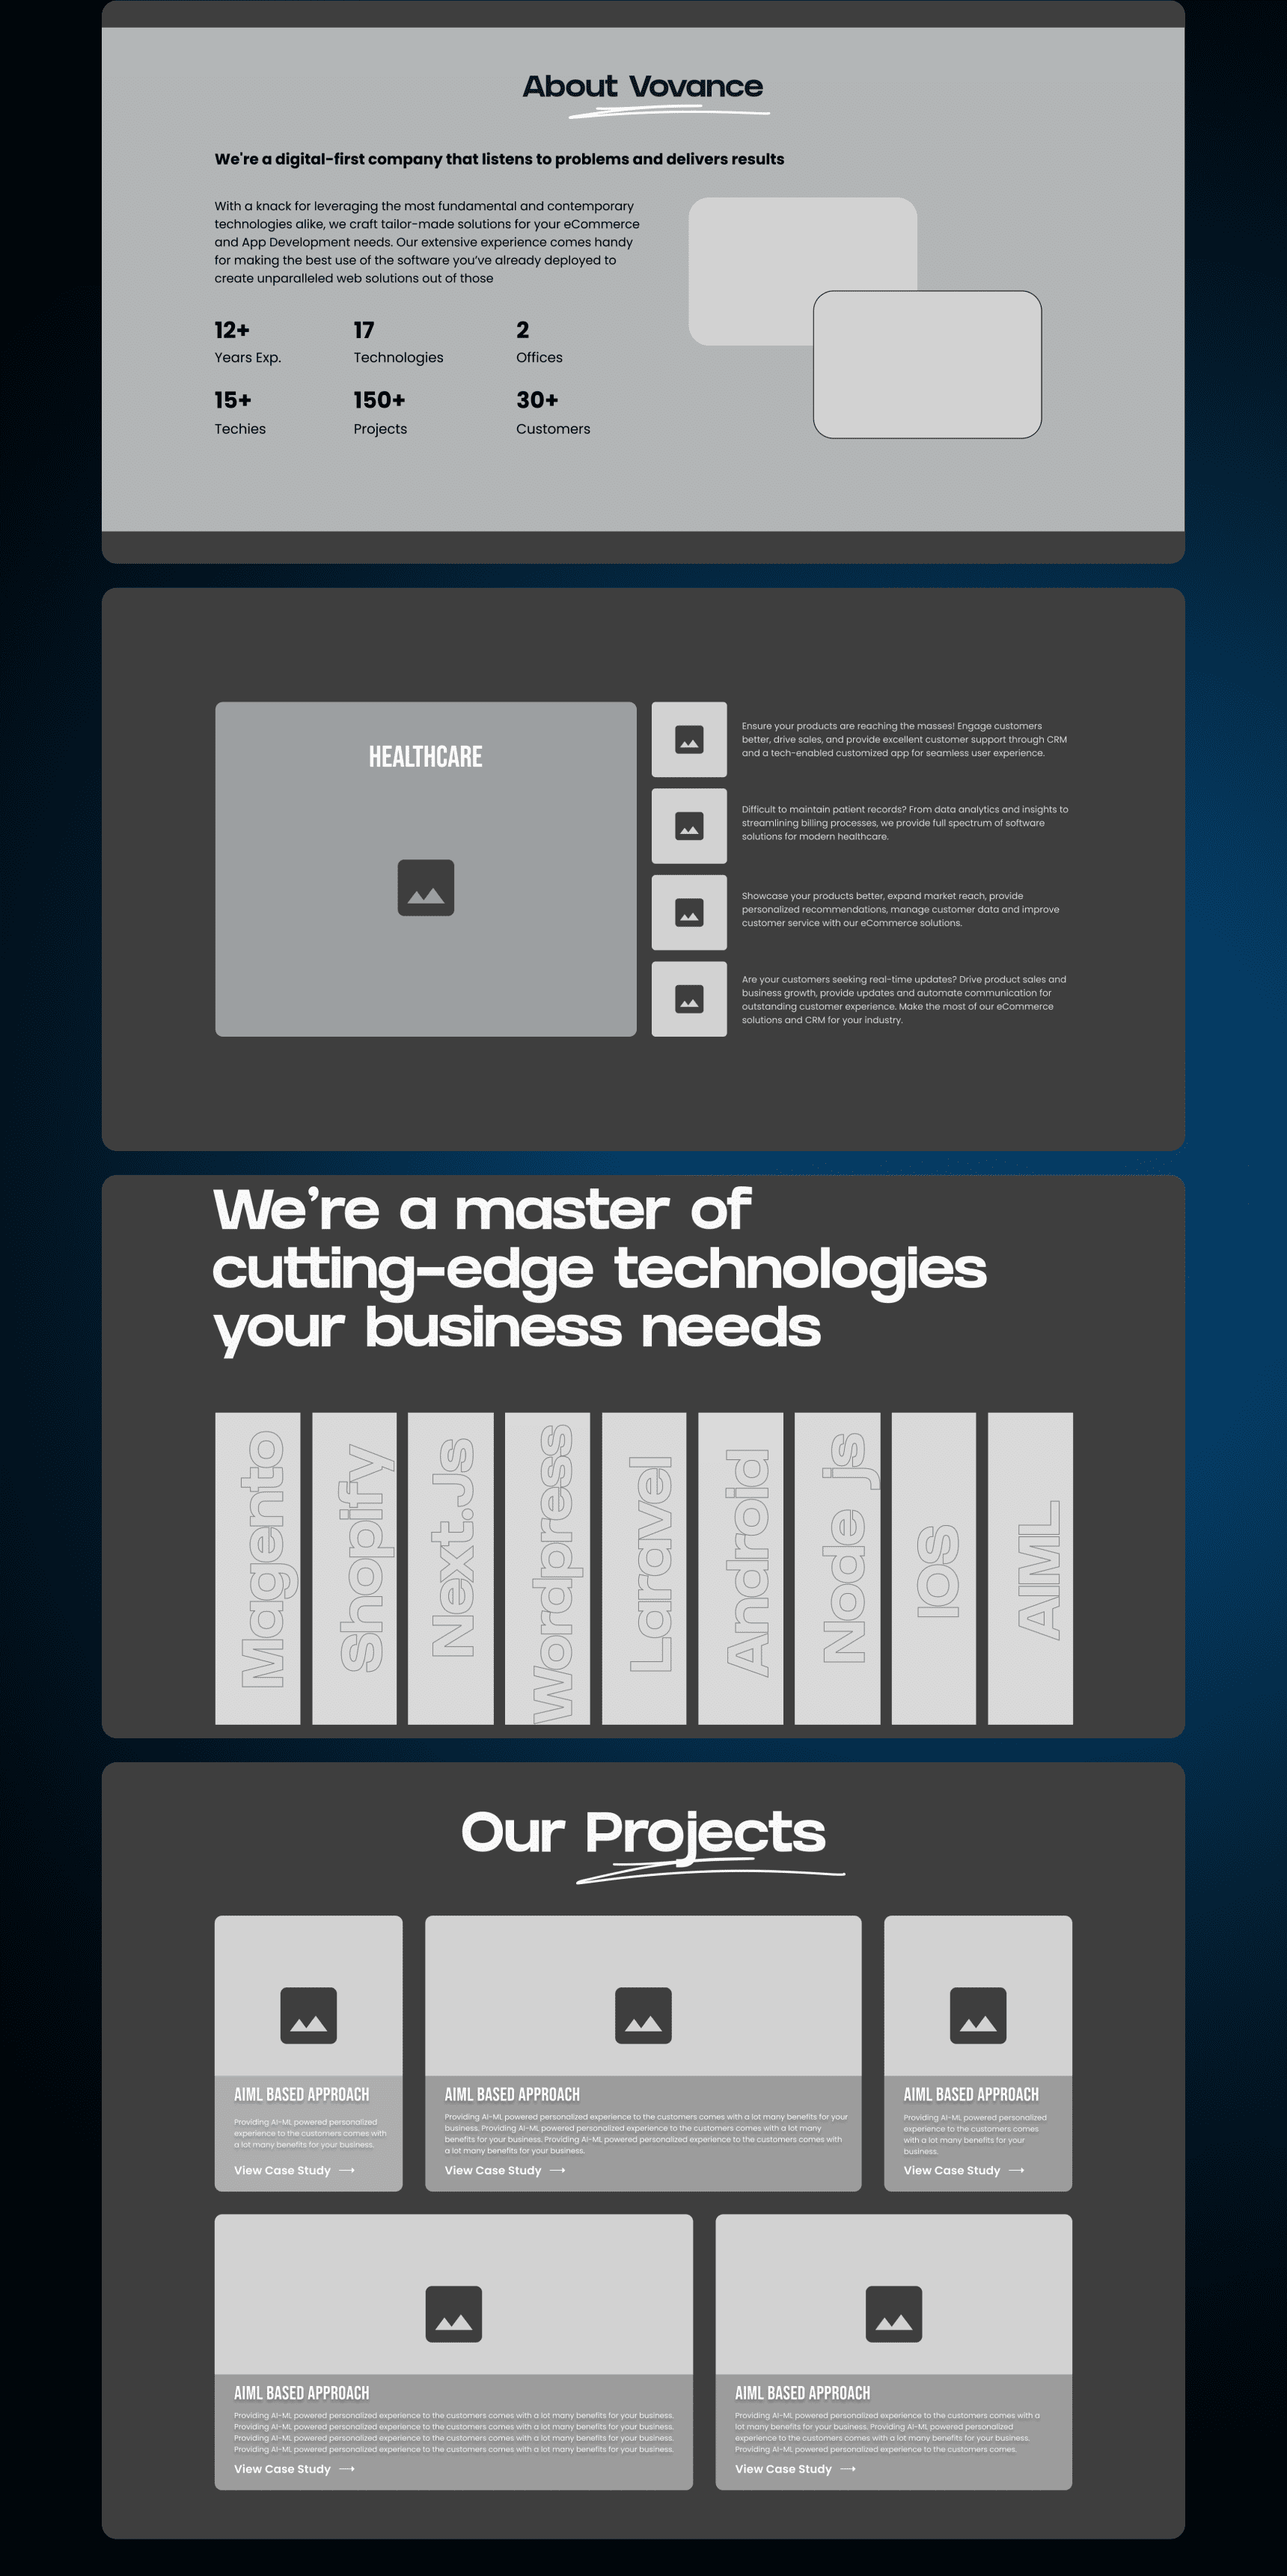 About Vovance
We're a digital-first company that listens to problems and delivers results
With a knack for leveraging the most fundamental and contemporary
technologies alike, we craft tailor-made solutions for your eCommerce
and App Development needs. Our extensive experience comes handy
for making the best use of the software you've already deployed to
create unparalleled web solutions out of those
12+
Years Exp.
17
Technologies
2
Offices
15+
Techies
150+
Projects
30+
Customers
HEALTHCARE
Ensure your products are reaching the masses! Engage customers
better, drive sales, and provide excellent customer support through CRM
and a tech-enabled customized app for seamless user experience.
Difficult to maintain patient records? From data analytics and insights to
streamlining billing processes, we provide full spectrum of software
solutions for modern healthcare.
Showcase your products better, expand market reach, provide
personalized recommendations, manage customer data and improve
customer service with our eCommerce solutions.
Are your customers seeking real-time updates? Drive product sales and
business growth, provide updates and automate communication for
outstanding customer experience. Make the most of our eCommerce
solutions and CRM for your industry.
We're a master of
cutting-edge technologies
your business needs
Magento
Shopify
Next.Js
Wordpress
Laravel
Android
Node js
IOS
AIML
Our Projects
AIML BASED APPROACH
Providing AI-ML powered personalized
experience to the customers comes with
a lot many benefits for your business.
View Case Study →
AIML BASED APPROACH
Providing AI-ML powered personalized experience to the customers comes with a lot many benefits for your
business. Providing AI-ML powered personalized experience to the customers comes with a lot many
benefits for your business. Providing AI-ML powered personalized experience to the customers comes with
a lot many benefits for your business.
View Case Study →
AIML BASED APPROACH
Providing AI-ML powered personalized
experience to the customers comes
with a lot many benefits for your
business.
View Case Study →
AIML BASED APPROACH
Providing AI-ML powered personalized experience to the customers comes with a lot many benefits for your business.
Providing AI-ML powered personalized experience to the customers comes with a lot many benefits for your business.
Providing AI-ML powered personalized experience to the customers comes with a lot many benefits for your business.
Providing AI-ML powered personalized experience to the customers comes with a lot many benefits for your business.
View Case Study →
AIML BASED APPROACH
Providing AI-ML powered personalized experience to the customers comes with a
lot many benefits for your business. Providing AI-ML powered personalized
experience to the customers comes with a lot many benefits for your business.
Providing AI-ML powered personalized experience to the customers comes.
View Case Study →